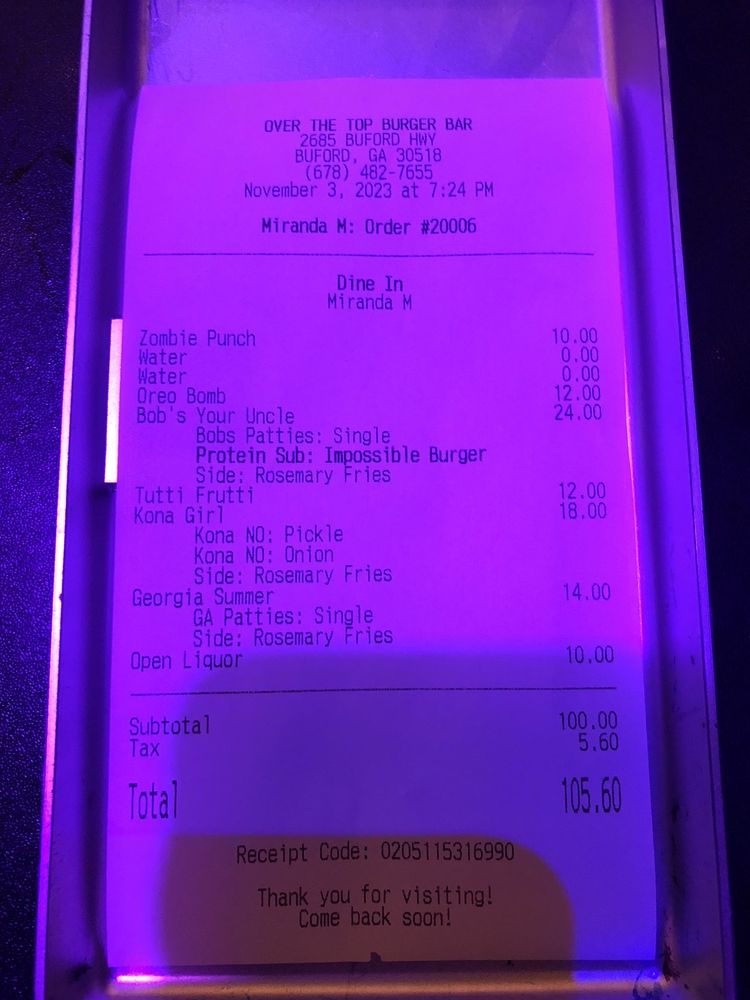 OVER THE TOP BURGER BAR
2685 BUFORD HWY
BUFORD, GA 30518
(678) 482-7655
November 3, 2023 at 7:24 PM
Miranda M: Order #20006
Dine In
Miranda M
Zombie Punch 10.00
Water 0.00
Water 0.00
Oreo Bomb 12.00
Bob's Your Uncle 24.00
Bobs Patties: Single
Protein Sub: Impossible Burger
Side: Rosemary Fries
Tutti Frutti 12.00
Kona Girl 18.00
Kona NO: Pickle
Kona NO: Onion
Side: Rosemary Fries
Georgia Summer 14.00
GA Patties: Single
Side: Rosemary Fries
Open Liquor 10.00
Subtotal 100.00
Tax 5.60
Total 105.60
Receipt Code: 0205115316990
Thank you for visiting!
Come back soon!